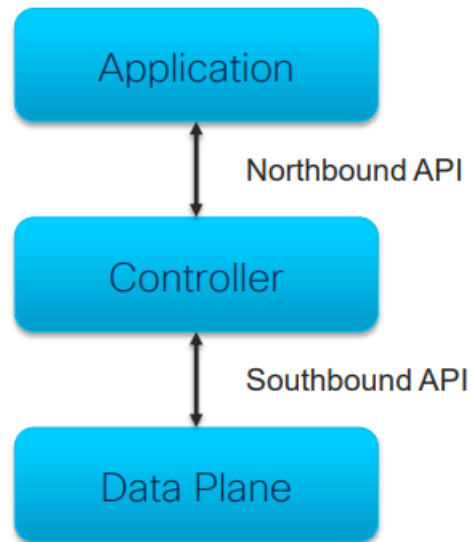 Application
Northbound API
Controller
Southbound API
Data Plane